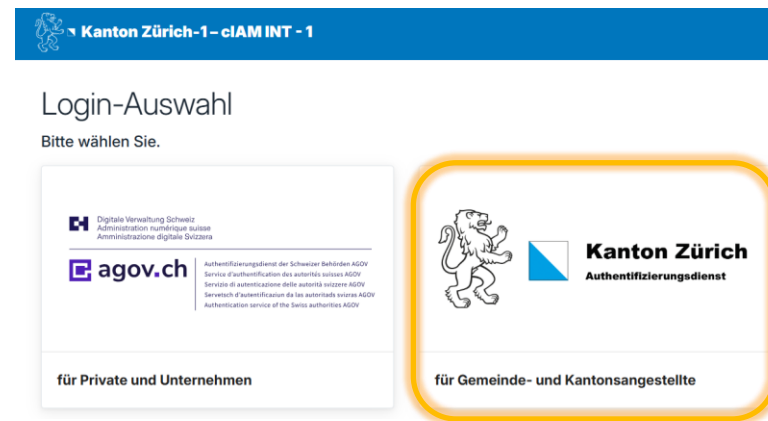 Kanton Zürich-1 – cIAM INT - 1
Login-Auswahl
Bitte wählen Sie.
Digitale Verwaltung Schweiz
Administration numérique suisse
Amministrazione digitale Svizzera
agov.ch
Authentifizierungsdienst der Schweizer Behörden AGOV
Service d'authentification des autorités suisses AGOV
Servizio di autenticazione delle autorità svizzere AGOV
Servetsch d'autentificaziun da las autoritads svizras AGOV
Authentication service of the Swiss authorities AGOV
für Private und Unternehmen
Kanton Zürich
Authentifizierungsdienst
für Gemeinde- und Kantonsangestellte